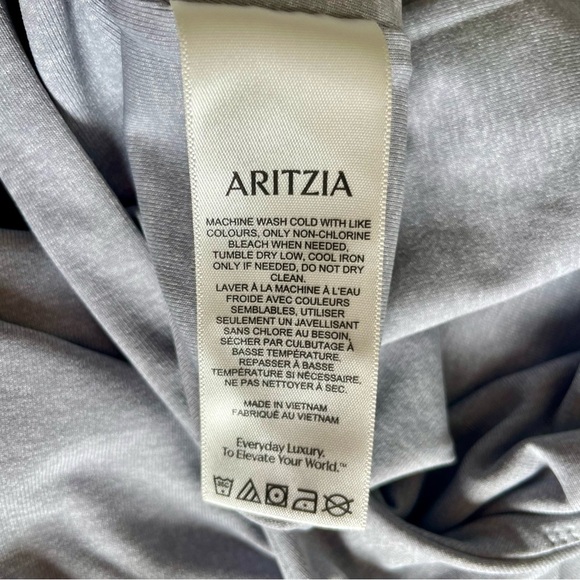 ARITZIA
MACHINE WASH COLD WITH LIKE
COLOURS, ONLY NON-CHLORINE
BLEACH WHEN NEEDED,
TUMBLE DRY LOW, COOL IRON
ONLY IF NEEDED, DO NOT DRY
CLEAN.
LAVER À LA MACHINE À L'EAU
FROIDE AVEC COULEURS
SEMBLABLES, UTILISER
SEULEMENT UN JAVELLISANT
SANS CHLORE AU BESOIN,
SÉCHER PAR CULBUTAGE À
BASSE TEMPÉRATURE.
REPASSER À BASSE
TEMPÉRATURE SI NÉCESSAIRE,
NE PAS NETTOYER À SEC.
MADE IN VIETNAM
FABRIQUÉ AU VIETNAM
Everyday Luxury.
To Elevate Your World.™